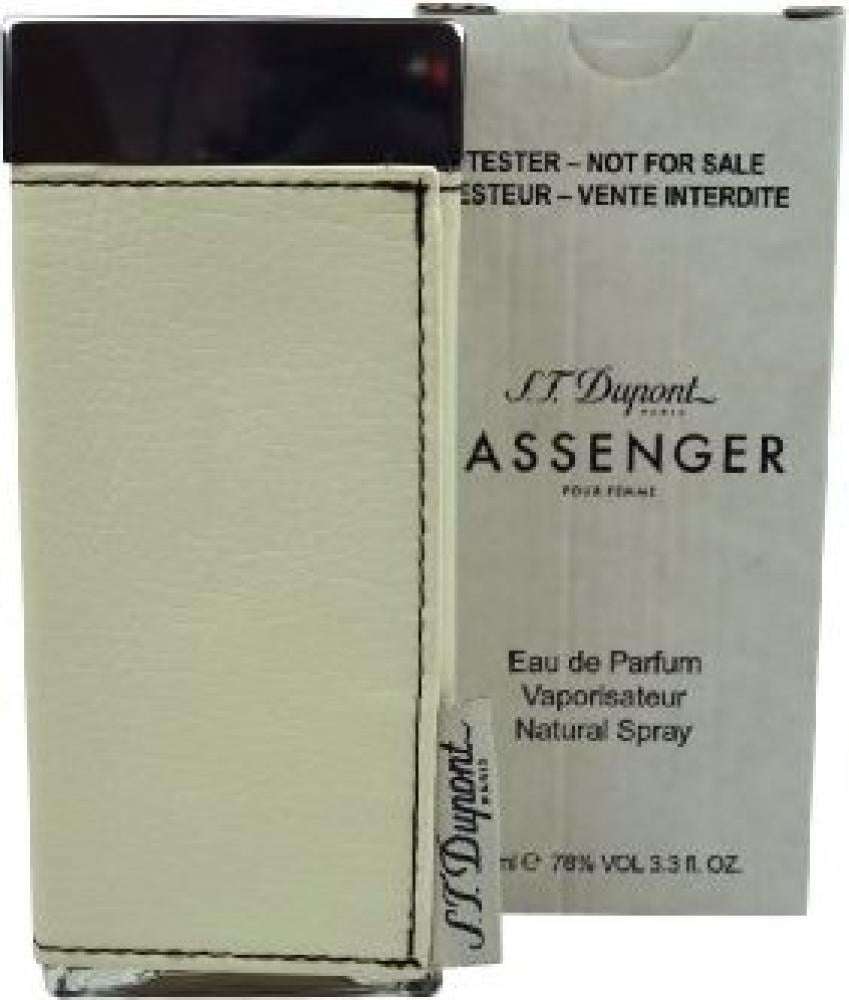 TESTER – NOT FOR SALE
ESTEUR – VENTE INTERDITE
S.T. Dupont
PARIS
ASSENGER
POUR FEMME
Eau de Parfum
Vaporisateur
Natural Spray
ml e 78% VOL 3.3 fl. OZ.
S.T. Dupont
PARIS